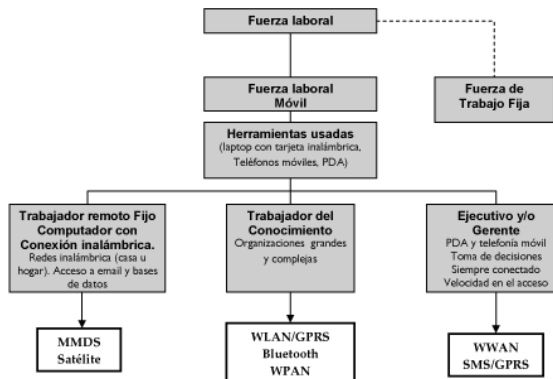 Fuerza laboral
Fuerza laboral
Móvil
Fuerza de
Trabajo Fija
Herramientas usadas
(laptop con tarjeta inalámbrica,
Teléfonos móviles, PDA)
Trabajador remoto Fijo
Computador con
Conexión inalámbrica.
Redes inalámbrica (casa u
hogar). Acceso a email y bases
de datos
Trabajador del
Conocimiento
Organizaciones grandes
y complejas
Ejecutivo y/o
Gerente
PDA y telefonía móvil
Toma de decisiones
Siempre conectado
Velocidad en el acceso
MMDS
Satélite
WLAN/GPRS
Bluetooth
WPAN
WWAN
SMS/GPRS